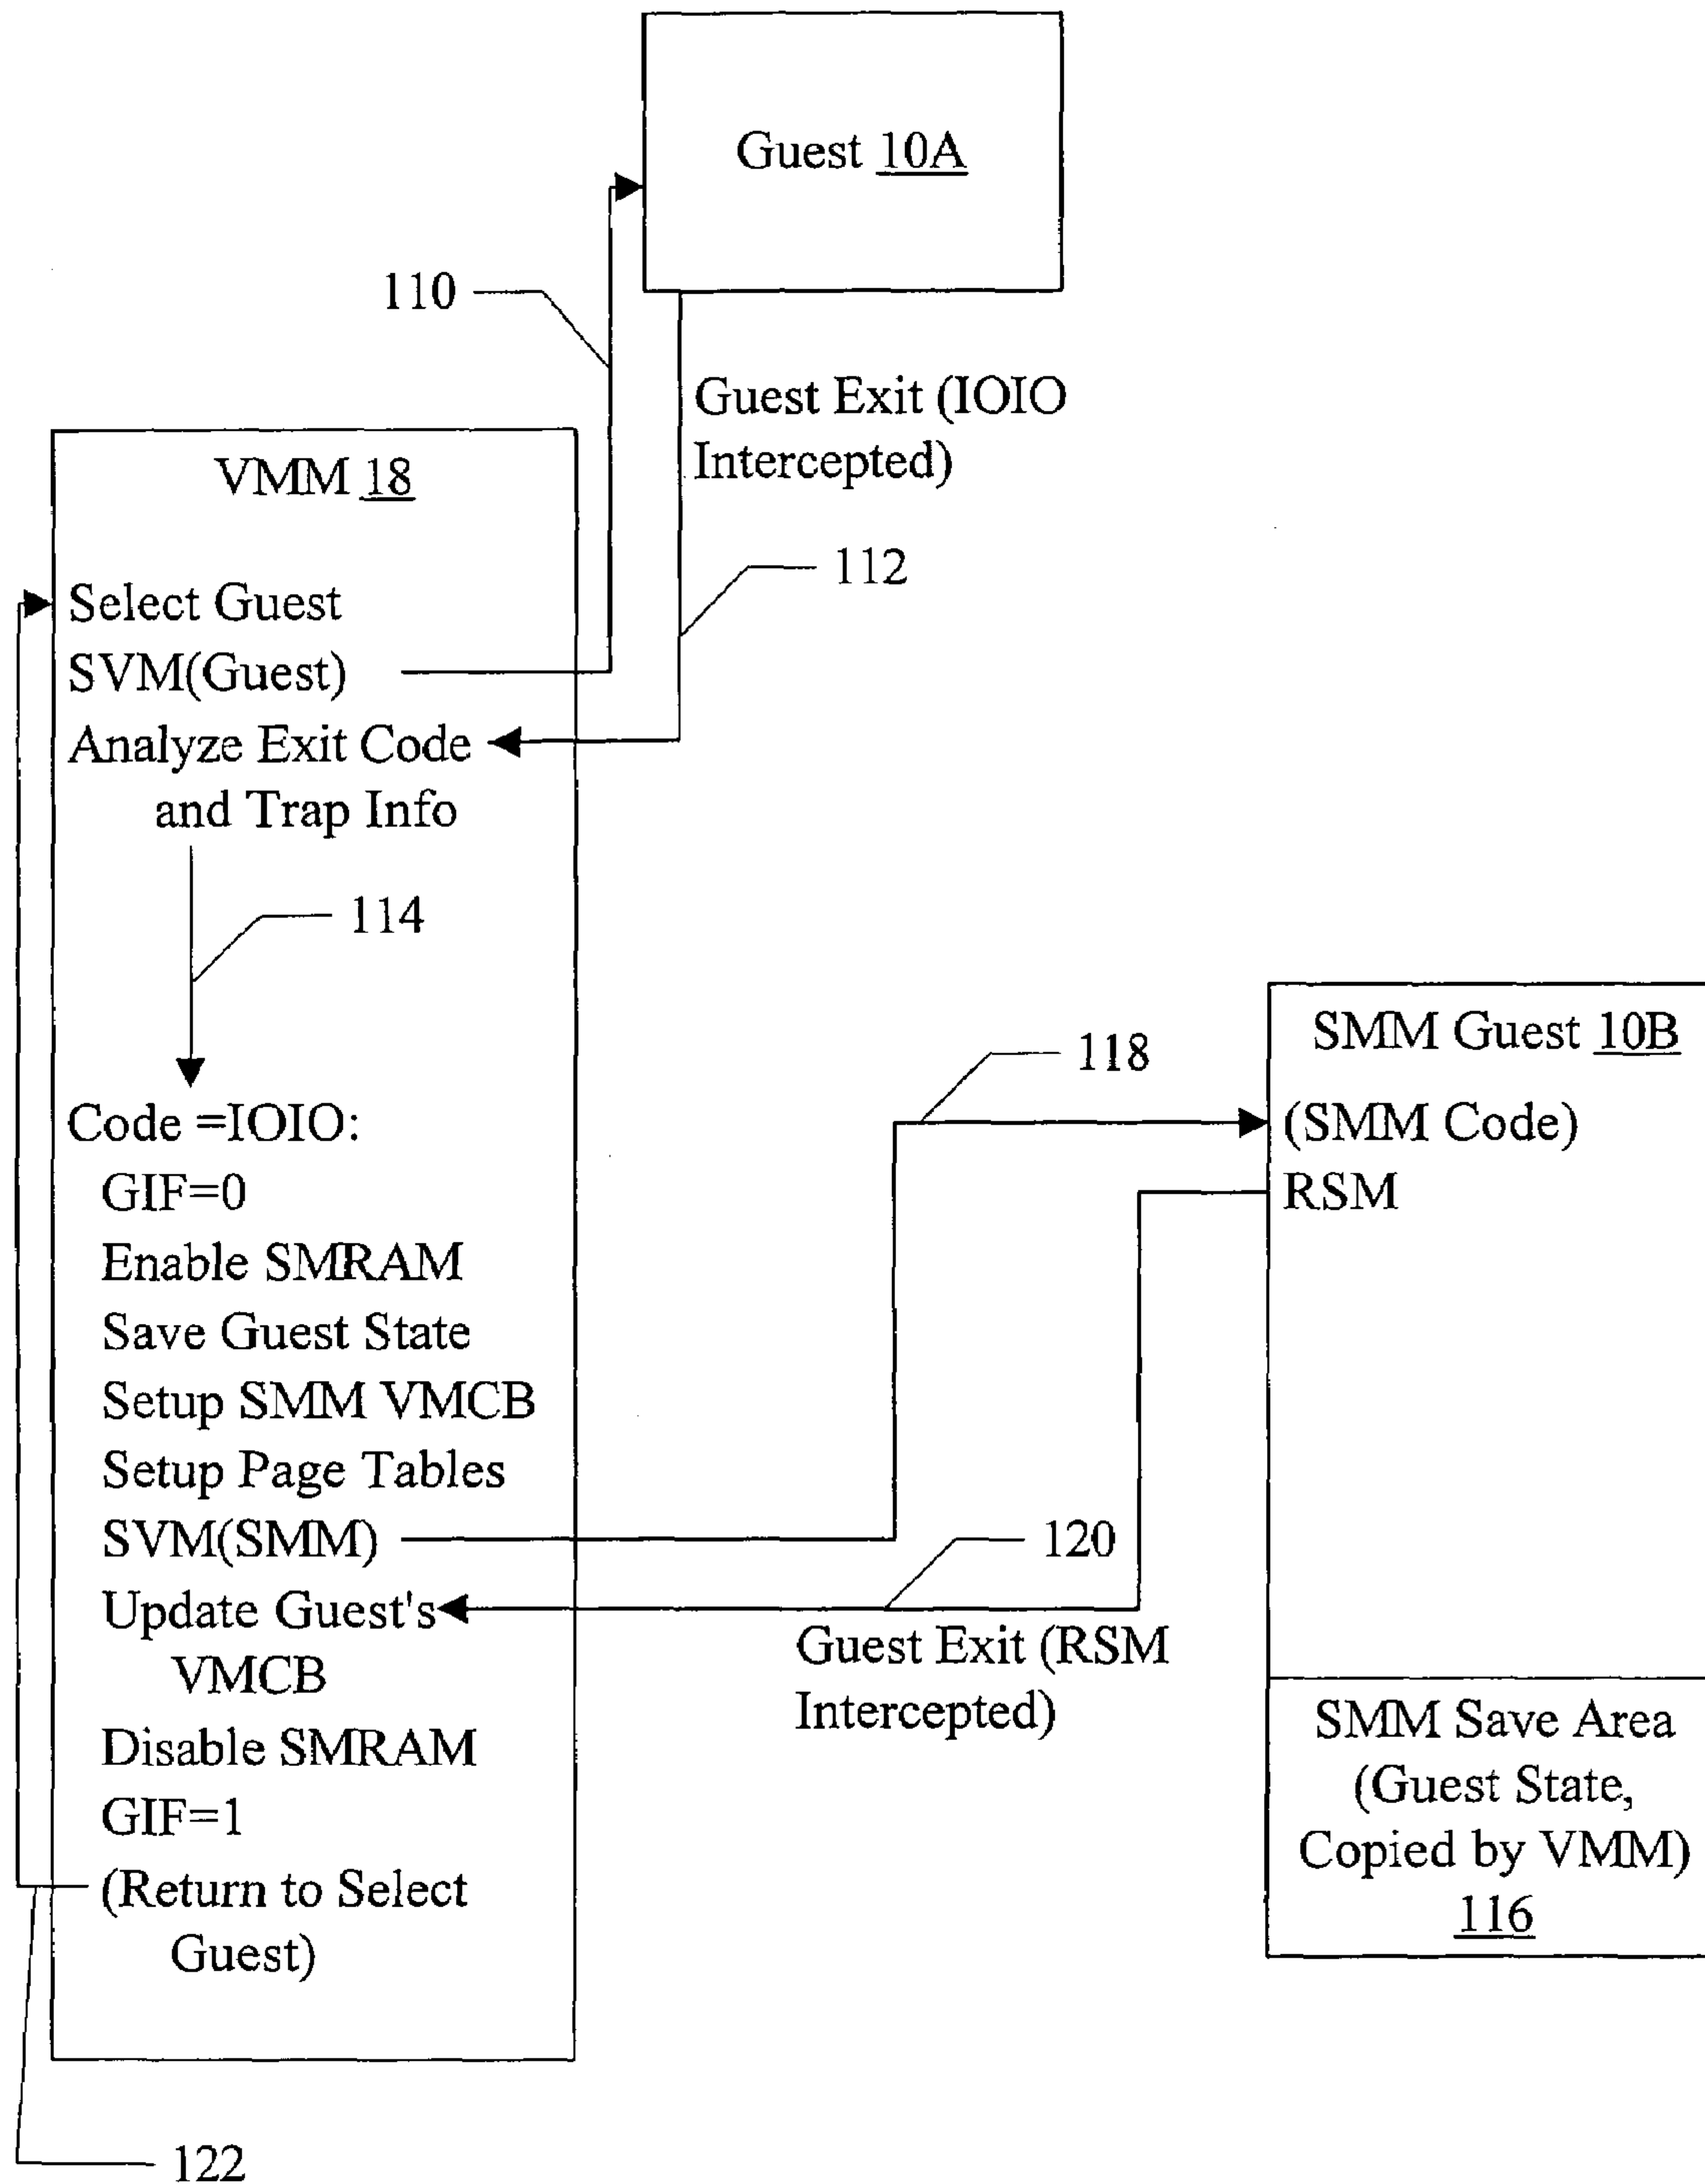 Guest 10A
110
Guest Exit (IOIO
Intercepted)
VMM 18
112
Select Guest
SVM(Guest)
Analyze Exit Code
and Trap Info
114
SMM Guest 10B
118
Code =IOIO:
(SMM Code)
GIF=0
RSM
Enable SMRAM
Save Guest State
Setup SMM VMCB
Setup Page Tables
SVM(SMM)
120
Update Guest's
VMCB
Guest Exit (RSM
Intercepted)
Disable SMRAM
GIF=1
(Return to Select
Guest)
SMM Save Area
(Guest State,
Copied by VMM)
116
122